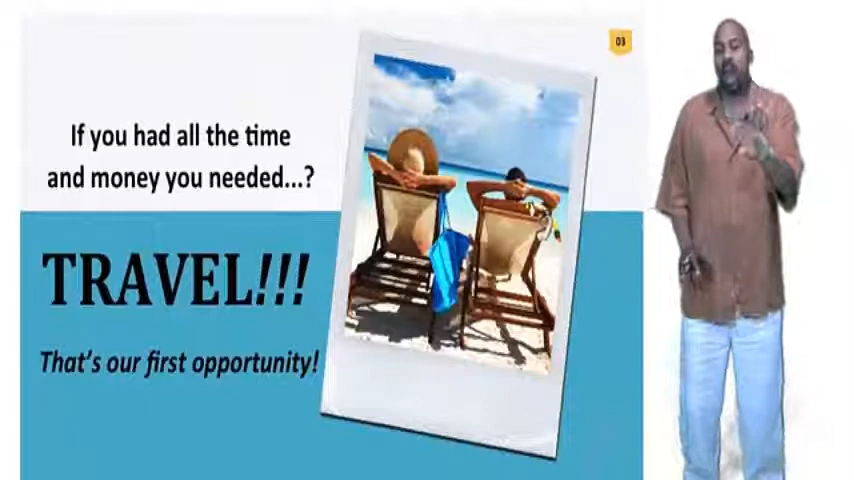 03
If you had all the time
and money you needed...?
TRAVEL!!!
That's our first opportunity!